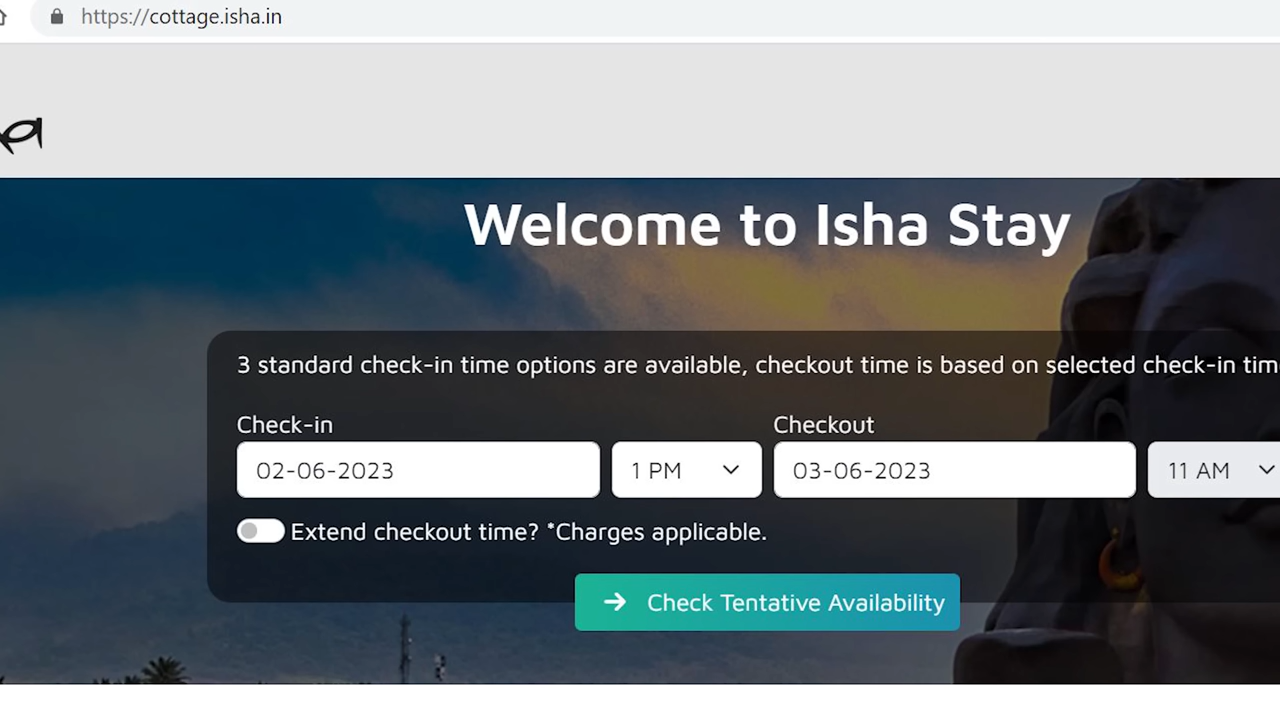 https://cottage.isha.in
Welcome to Isha Stay
3 standard check-in time options are available, checkout time is based on selected check-in
Check-in
Checkout
02-06-2023
1 PM
03-06-2023
11 AM
Extend checkout time? *Charges applicable.
→ Check Tentative Availability